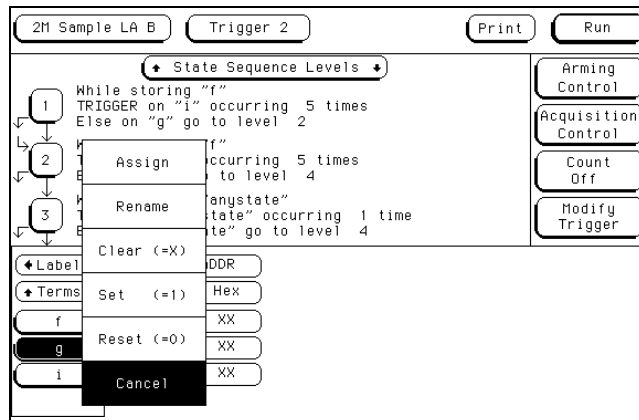 2M Sample LA B
Trigger 2
Print
Run
State Sequence Levels
Arming
Control
Acquisition
Control
Count
Off
Modify
Trigger
1
While storing "f"
TRIGGER on "i" occurring 5 times
Else on "g" go to level 2
2
f"
occurring 5 times
to level 4
3
anystate"
state" occurring 1 time
te" go to level 4
Assign
Rename
Clear (=X)
Set (=1)
Reset (=0)
Cancel
Label
DDR
Terms
Hex
f
XX
g
XX
i
XX